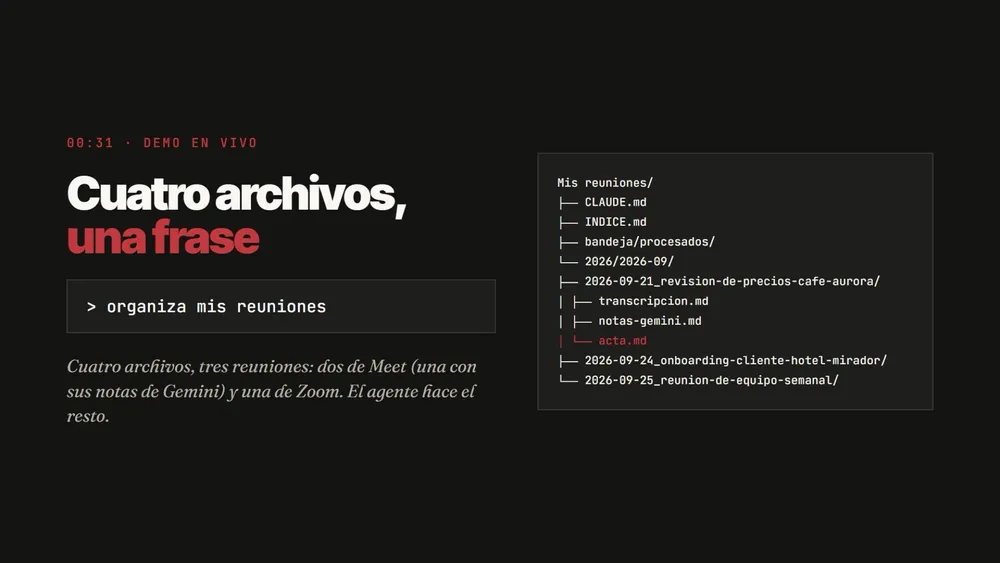 00:31 · DEMO EN VIVO
Cuatro archivos,
una frase
> organiza mis reuniones
Cuatro archivos, tres reuniones: dos de Meet (una con
sus notas de Gemini) y una de Zoom. El agente hace el
resto.
Mis reuniones/
├── CLAUDE.md
├── INDICE.md
├── bandeja/procesados/
└── 2026/2026-09/
├── 2026-09-21_revision-de-precios-cafe-aurora/
│ ├── transcripcion.md
│ ├── notas-gemini.md
│ └── acta.md
├── 2026-09-24_onboarding-cliente-hotel-mirador/
└── 2026-09-25_reunion-de-equipo-semanal/